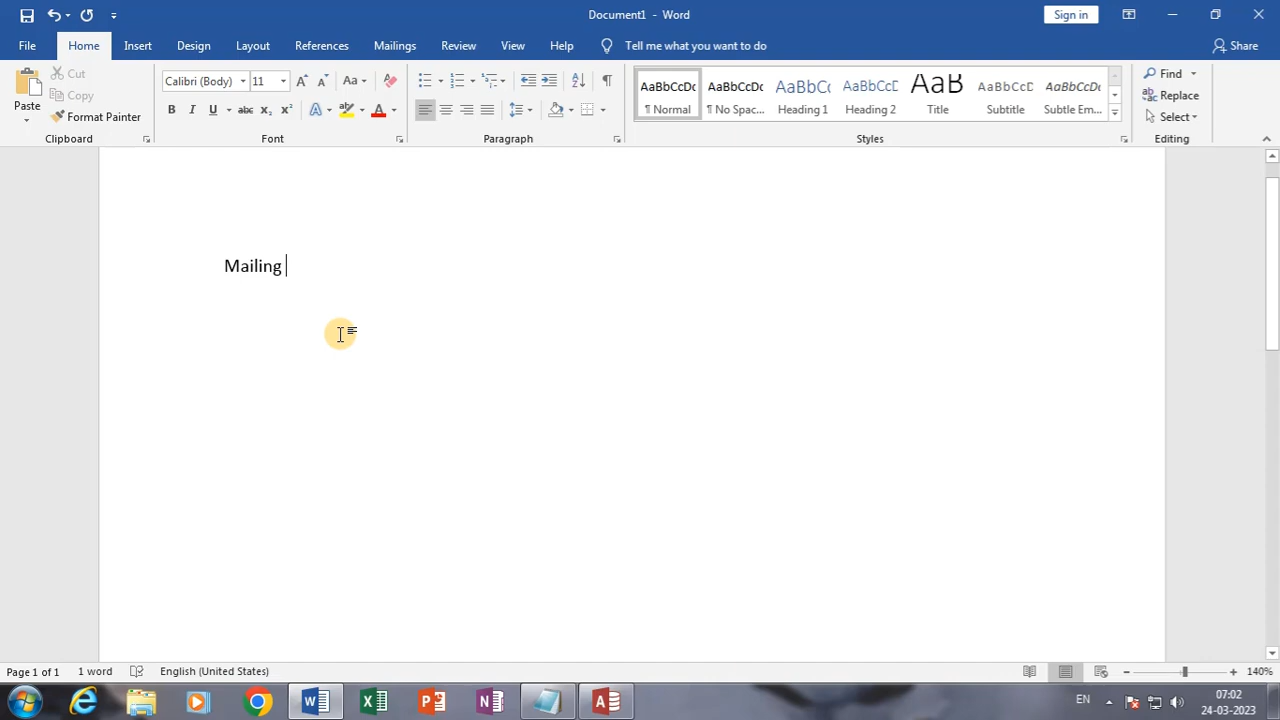 Document1 - Word
Sign in
File Home Insert Design Layout References Mailings Review View Help Tell me what you want to do Share
Paste
Cut
Copy
Format Painter
Clipboard
Calibri (Body) 11
Aa
B I U abc x₂ x² A ab A
Font
Paragraph
AaBbCcDc AaBbCcDc AaBbCc AaBbCcD AaB AaBbCcD AaBbCcDc
¶ Normal ¶ No Spac... Heading 1 Heading 2 Title Subtitle Subtle Em...
Styles
Find
Replace
Select
Editing
Mailing
Page 1 of 1 1 word English (United States) 140%
EN
07:02
24-03-2023